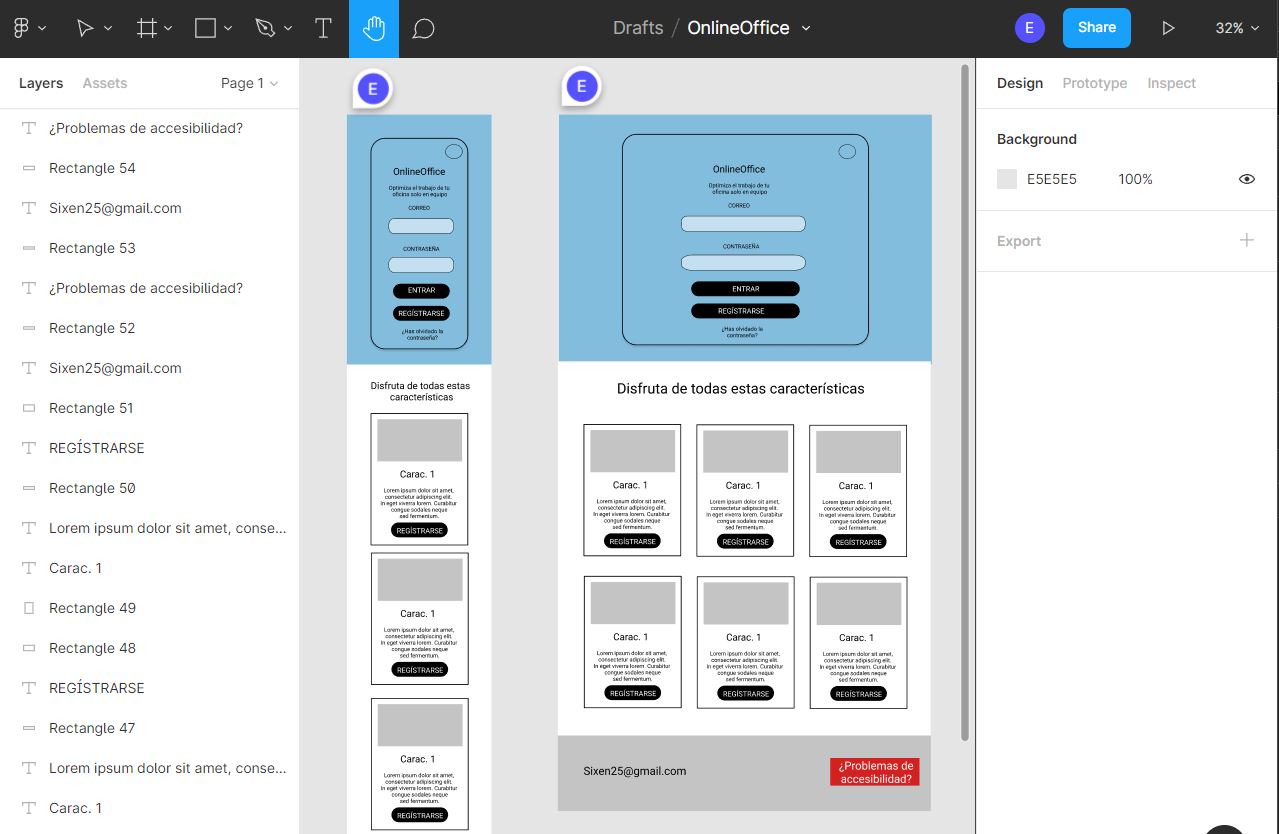 T
Drafts / OnlineOffice
E
Share
32%
Layers
Assets
Page 1
¿Problemas de accesibilidad?
Rectangle 54
Sixen25@gmail.com
Rectangle 53
¿Problemas de accesibilidad?
Rectangle 52
Sixen25@gmail.com
Rectangle 51
REGÍSTRARSE
Rectangle 50
Lorem ipsum dolor sit amet, conse...
Carac. 1
Rectangle 49
Rectangle 48
REGÍSTRARSE
Rectangle 47
Lorem ipsum dolor sit amet, conse...
Carac. 1
E
OnlineOffice
Optimiza el trabajo de tu
oficina solo en equipo
CORREO
CONTRASEÑA
ENTRAR
REGÍSTRARSE
¿Has olvidado la
contraseña?
Disfruta de todas estas
características
Carac. 1
Lorem ipsum dolor sit amet,
consectetur adipiscing elit.
In eget viverra lorem. Curabitur
congue sodales neque
sed fermentum.
REGÍSTRARSE
Carac. 1
Lorem ipsum dolor sit amet,
consectetur adipiscing elit.
In eget viverra lorem. Curabitur
congue sodales neque
sed fermentum.
REGÍSTRARSE
Carac. 1
Lorem ipsum dolor sit amet,
consectetur adipiscing elit.
In eget viverra lorem. Curabitur
congue sodales neque
sed fermentum.
REGÍSTRARSE
E
OnlineOffice
Optimiza el trabajo de tu
oficina solo en equipo
CORREO
CONTRASEÑA
ENTRAR
REGÍSTRARSE
¿Has olvidado la
contraseña?
Disfruta de todas estas características
Carac. 1
Lorem ipsum dolor sit amet,
consectetur adipiscing elit.
In eget viverra lorem. Curabitur
congue sodales neque
sed fermentum.
REGÍSTRARSE
Carac. 1
Lorem ipsum dolor sit amet,
consectetur adipiscing elit.
In eget viverra lorem. Curabitur
congue sodales neque
sed fermentum.
REGÍSTRARSE
Carac. 1
Lorem ipsum dolor sit amet,
consectetur adipiscing elit.
In eget viverra lorem. Curabitur
congue sodales neque
sed fermentum.
REGÍSTRARSE
Carac. 1
Lorem ipsum dolor sit amet,
consectetur adipiscing elit.
In eget viverra lorem. Curabitur
congue sodales neque
sed fermentum.
REGÍSTRARSE
Carac. 1
Lorem ipsum dolor sit amet,
consectetur adipiscing elit.
In eget viverra lorem. Curabitur
congue sodales neque
sed fermentum.
REGÍSTRARSE
Carac. 1
Lorem ipsum dolor sit amet,
consectetur adipiscing elit.
In eget viverra lorem. Curabitur
congue sodales neque
sed fermentum.
REGÍSTRARSE
Sixen25@gmail.com
¿Problemas de
accesibilidad?
Design
Prototype
Inspect
Background
E5E5E5
100%
Export